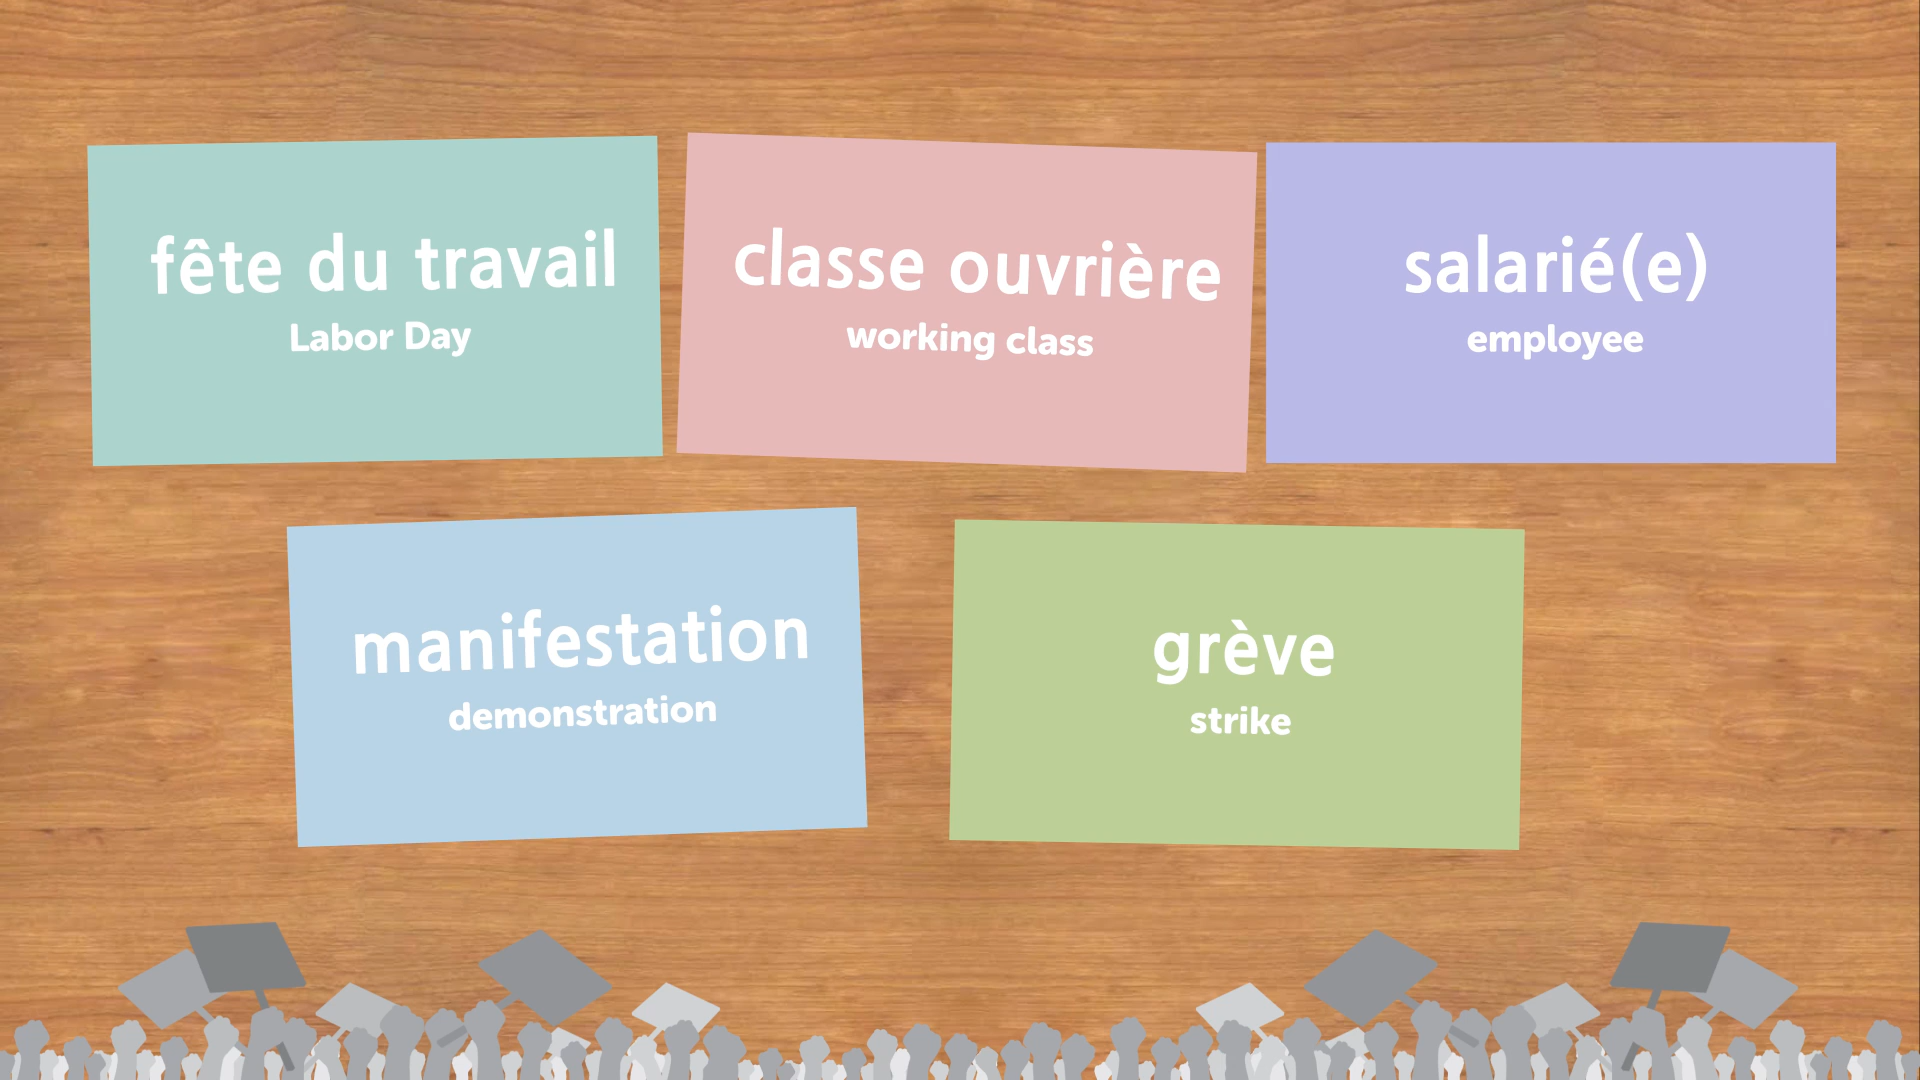 fête du travail
Labor Day
classe ouvrière
working class
salarié(e)
employee
manifestation
demonstration
grève
strike